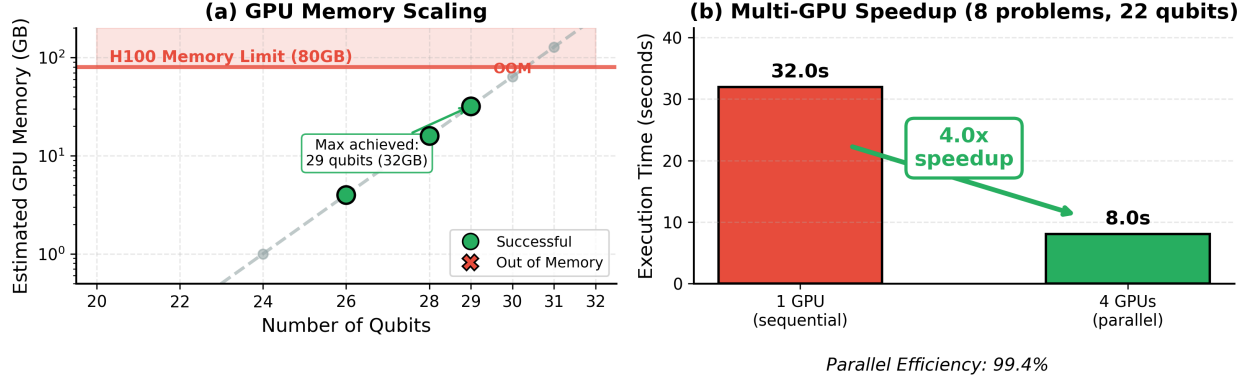 (a) GPU Memory Scaling
Estimated GPU Memory (GB)
10²
10¹
10⁰
H100 Memory Limit (80GB)
OOM
Max achieved:
29 qubits (32GB)
Successful
Out of Memory
20 22 24 26 28 29 30 31 32
Number of Qubits
(b) Multi-GPU Speedup (8 problems, 22 qubits)
Execution Time (seconds)
40
30
20
10
0
32.0s
4.0x
speedup
8.0s
1 GPU
(sequential)
4 GPUs
(parallel)
Parallel Efficiency: 99.4%